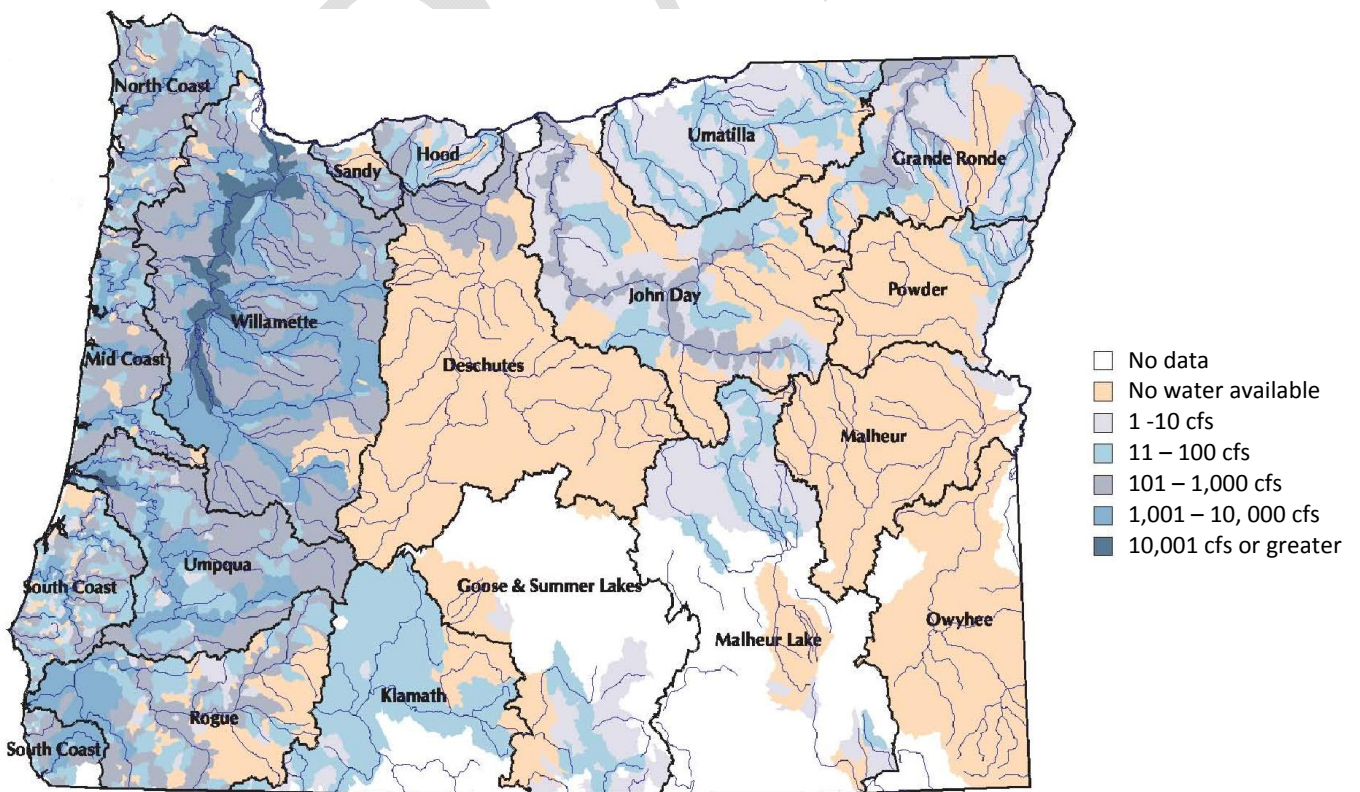 North Coast
Hood
Sandy
Umatilla
Grande Ronde
Willamette
Mid Coast
Deschutes
John Day
Powder
Malheur
Umpqua
South Coast
Goose & Summer Lakes
Malheur Lake
Owyhee
Klamath
Rogue
South Coast
No data
No water available
1 -10 cfs
11 – 100 cfs
101 – 1,000 cfs
1,001 – 10, 000 cfs
10,001 cfs or greater